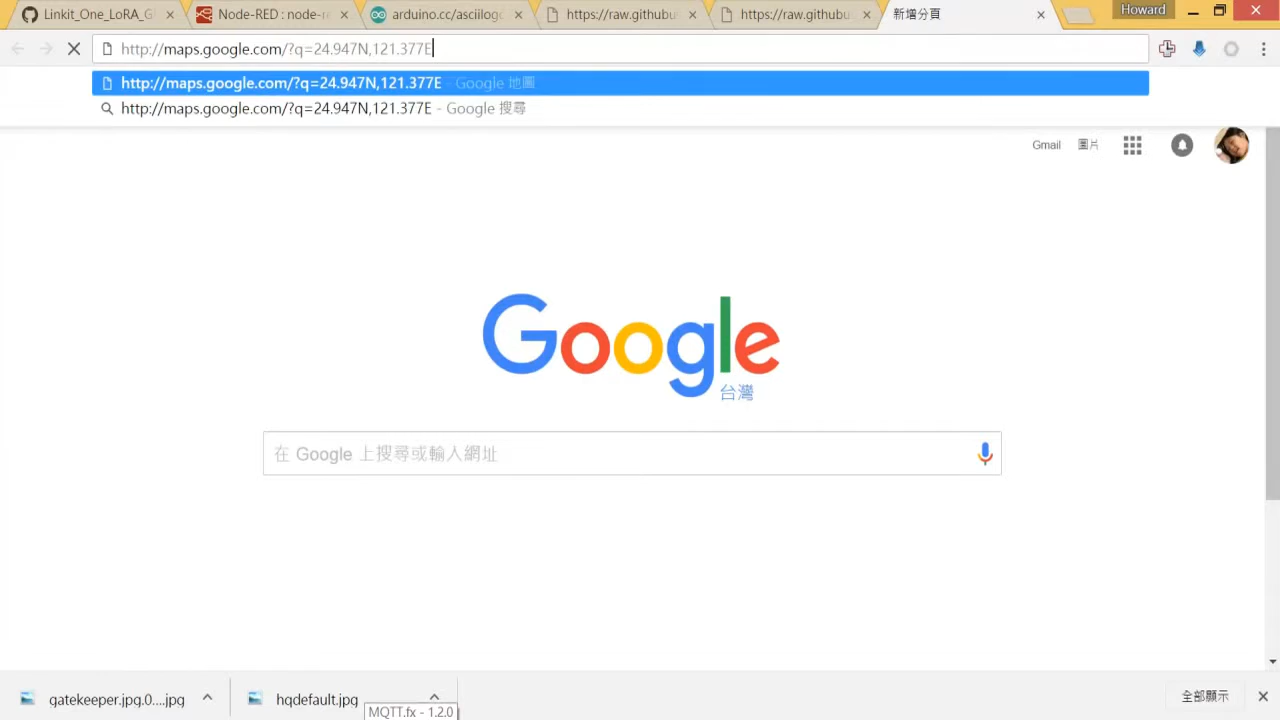 Linkit_One_LoRA_G
Node-RED : node-r
arduino.cc/asciilog
https://raw.githubu
https://raw.githubu
新增分頁
Howard
http://maps.google.com/?q=24.947N,121.377E
http://maps.google.com/?q=24.947N,121.377E - Google 地圖
http://maps.google.com/?q=24.947N,121.377E - Google 搜尋
Gmail 圖片
Google
台灣
在 Google 上搜尋或輸入網址
gatekeeper.jpg.0....jpg
hqdefault.jpg
全部顯示
MQTT.fx - 1.2.0